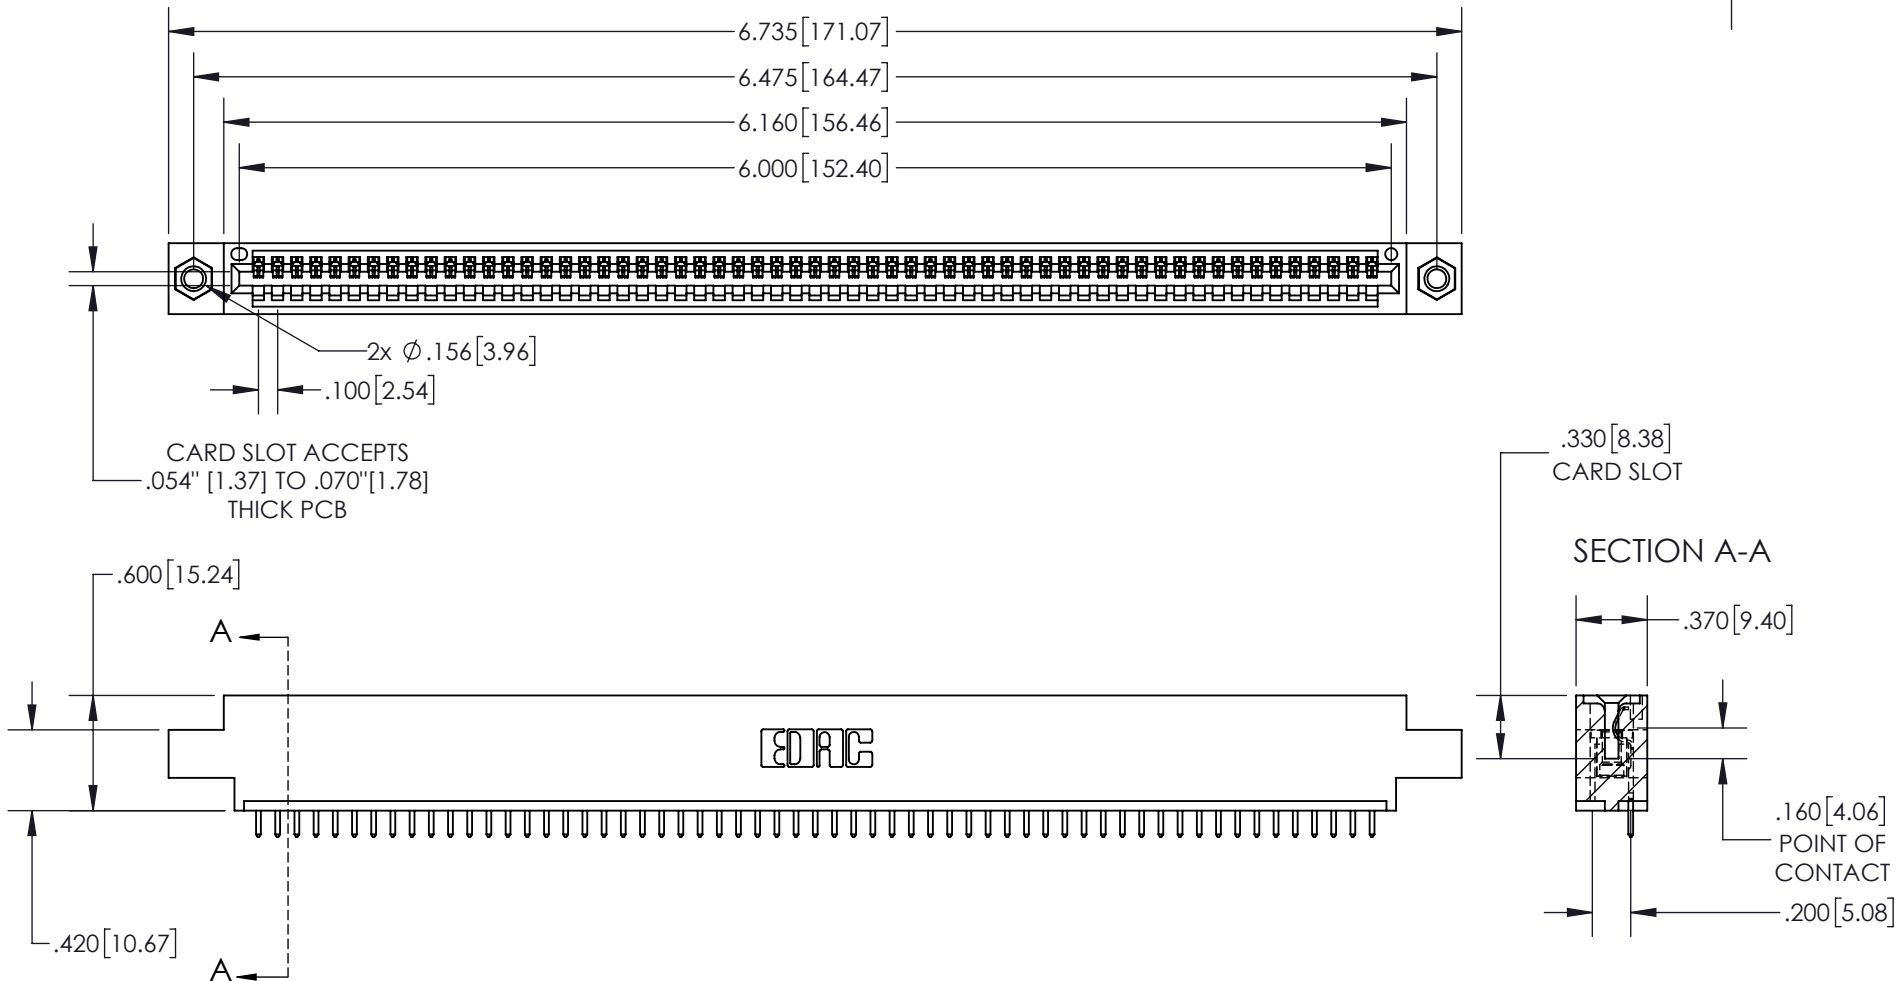 6.735[171.07]
6.475[164.47]
6.160[156.46]
6.000[152.40]
2x ⌀.156[3.96]
.100[2.54]
CARD SLOT ACCEPTS
.054" [1.37] TO .070"[1.78]
THICK PCB
.330[8.38]
CARD SLOT
SECTION A-A
.600[15.24]
.370[9.40]
A
EDAC
.160[4.06]
POINT OF
CONTACT
.200[5.08]
.420[10.67]
A